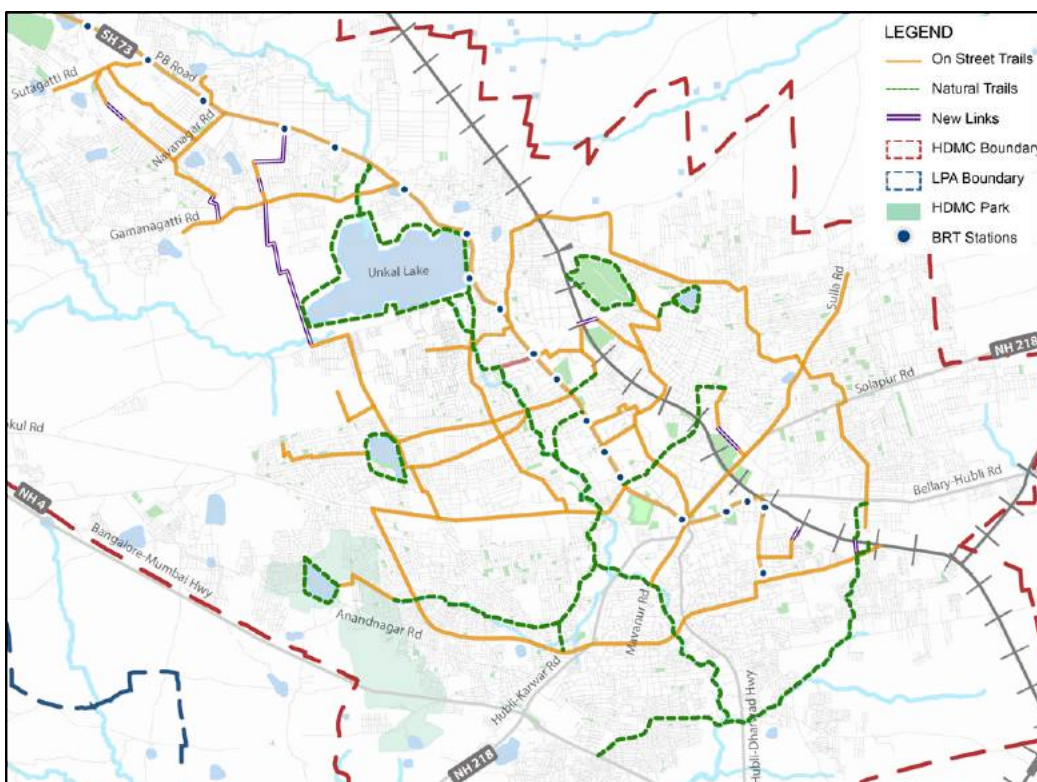 LEGEND
On Street Trails
Natural Trails
New Links
HDMC Boundary
LPA Boundary
HDMC Park
BRT Stations
SH 73
PB Road
Sutagatti Rd
Navanagar Rd
Gamanagatti Rd
Unkal Lake
Sulla Rd
NH 218
Solapur Rd
okul Rd
Bellary-Hubli Rd
NH 4
Bangalore-Mumbai Hwy
Anandnagar Rd
Mavanur Rd
Hubli-Karwar Rd
Hubli-Dharwad Hwy
NH 218